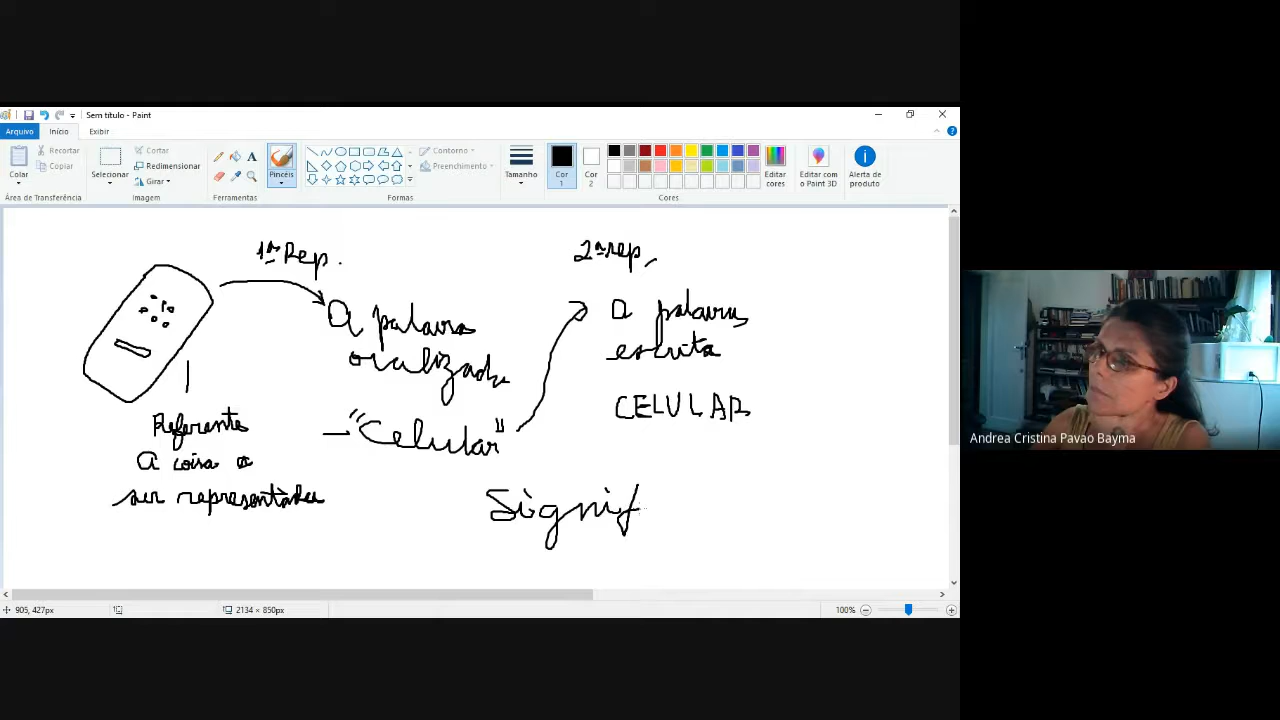 Sem título - Paint
Arquivo Início Exibir
Colar
Recortar
Copiar
Área de Transferência
Selecionar
Cortar
Redimensionar
Girar
Imagem
Ferramentas
Pincéis
Formas
Contorno
Preenchimento
Tamanho
Cor 1
Cor 2
Editar cores
Cores
Editar com o Paint 3D
Alerta de produto
1ª Rep.
2ª rep.
A palavra
oralizada
"Celular"
a palavra
escrita
CELULAR
Referente
A coisa a
ser representada
Signif
Andrea Cristina Pavao Bayma
905, 427px
2134 × 850px
100%